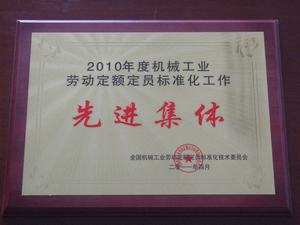 2010年度机械工业
劳动定额定员标准化工作
先进集体
全国机械工业劳动定额定员标准化技术委员会
二零一一年四月